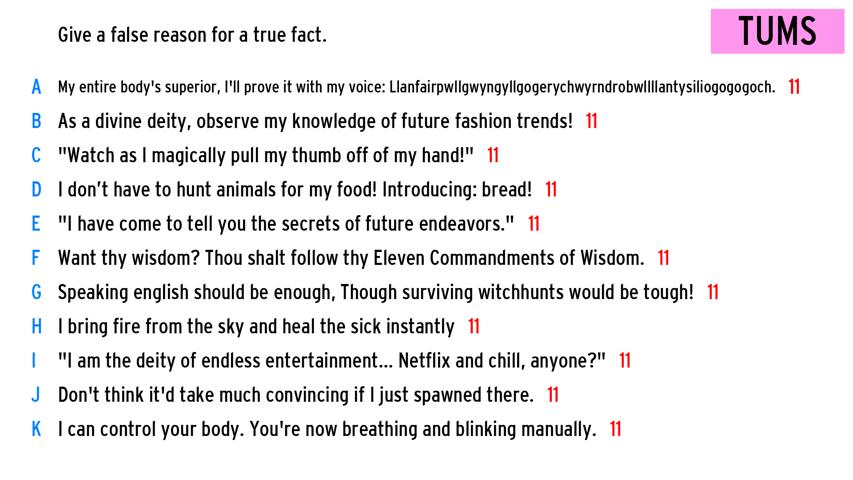 Give a false reason for a true fact.
TUMS
A My entire body's superior, I'll prove it with my voice: Llanfairpwllgwyngyllgogerychwyrndrobwllllantysiliogogogoch. 11
B As a divine deity, observe my knowledge of future fashion trends! 11
C "Watch as I magically pull my thumb off of my hand!" 11
D I don't have to hunt animals for my food! Introducing: bread! 11
E "I have come to tell you the secrets of future endeavors." 11
F Want thy wisdom? Thou shalt follow thy Eleven Commandments of Wisdom. 11
G Speaking english should be enough, Though surviving witchhunts would be tough! 11
H I bring fire from the sky and heal the sick instantly 11
I "I am the deity of endless entertainment... Netflix and chill, anyone?" 11
J Don't think it'd take much convincing if I just spawned there. 11
K I can control your body. You're now breathing and blinking manually. 11